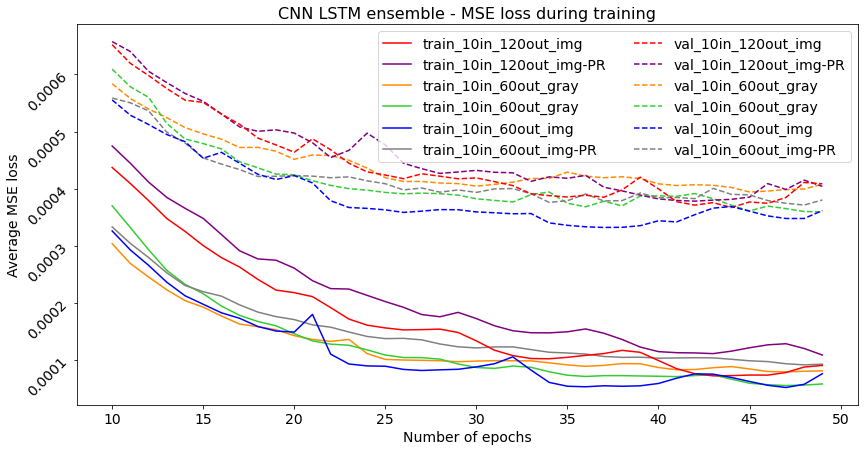 CNN LSTM ensemble - MSE loss during training
train_10in_120out_img
train_10in_120out_img-PR
train_10in_60out_gray
train_10in_60out_gray
train_10in_60out_img
train_10in_60out_img-PR
val_10in_120out_img
val_10in_120out_img-PR
val_10in_60out_gray
val_10in_60out_gray
val_10in_60out_img
val_10in_60out_img-PR
Average MSE loss
0.0006
0.0005
0.0004
0.0003
0.0002
0.0001
10 15 20 25 30 35 40 45 50
Number of epochs